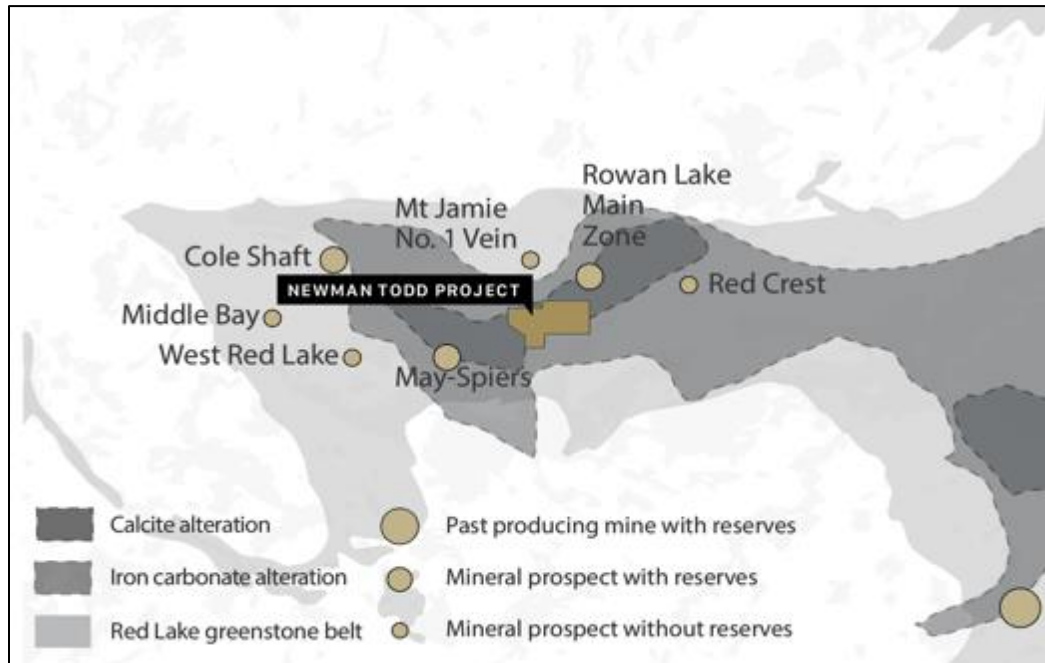 Rowan Lake
Main
Zone
Mt Jamie
No. 1 Vein
Cole Shaft
NEWMAN TODD PROJECT
Red Crest
Middle Bay
West Red Lake
May-Spiers
Calcite alteration
Past producing mine with reserves
Iron carbonate alteration
Mineral prospect with reserves
Red Lake greenstone belt
Mineral prospect without reserves